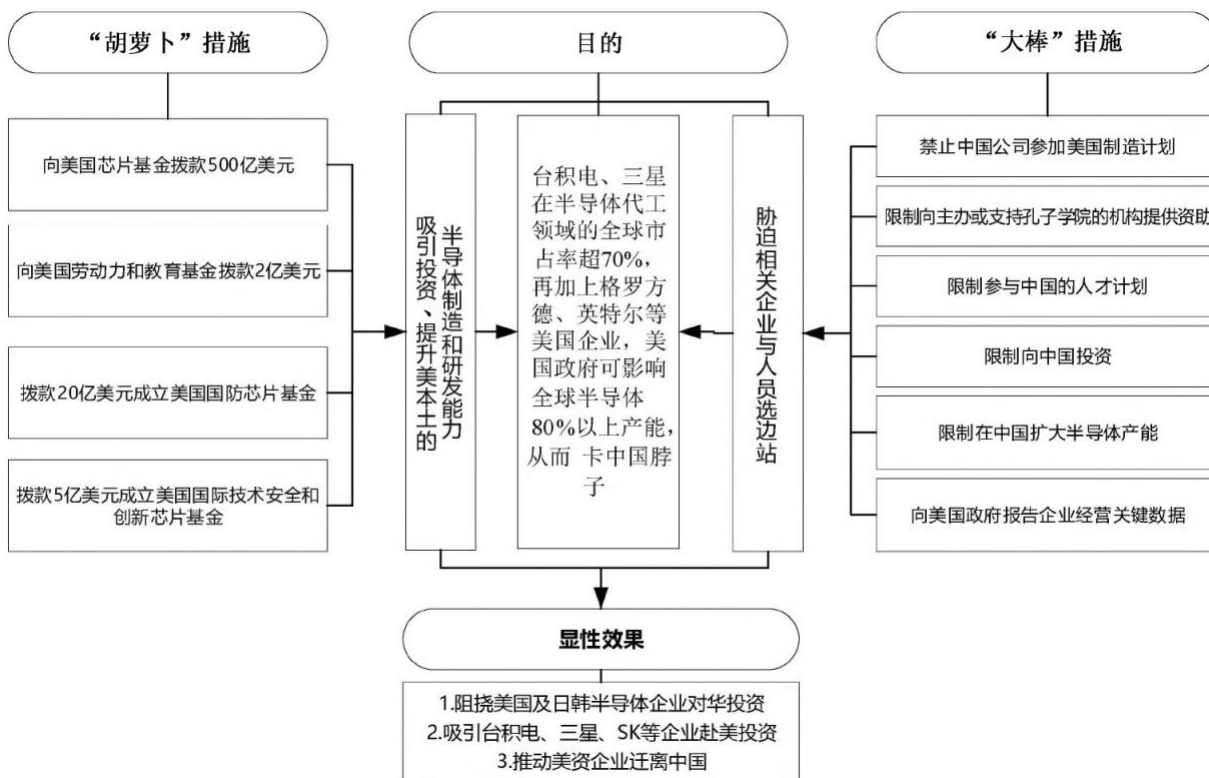 “胡萝卜”措施
向美国芯片基金拨款500亿美元
向美国劳动力和教育基金拨款2亿美元
拨款20亿美元成立美国国防芯片基金
拨款5亿美元成立美国国际技术安全和
创新芯片基金
目的
吸引投资、提升美本土的
半导体制造和研发能力
台积电、三星
在半导体代工
领域的全球市
占率超70%，
再加上格罗方
德、英特尔等
美国企业，美
国政府可影响
全球半导体
80%以上产能，
从而 卡中国脖
子
胁迫相关企业与人员选边站
“大棒”措施
禁止中国公司参加美国制造计划
限制向主办或支持孔子学院的机构提供资助
限制参与中国的人才计划
限制向中国投资
限制在中国扩大半导体产能
向美国政府报告企业经营关键数据
显性效果
1.阻挠美国及日韩半导体企业对华投资
2.吸引台积电、三星、SK等企业赴美投资
3.推动美资企业迁离中国